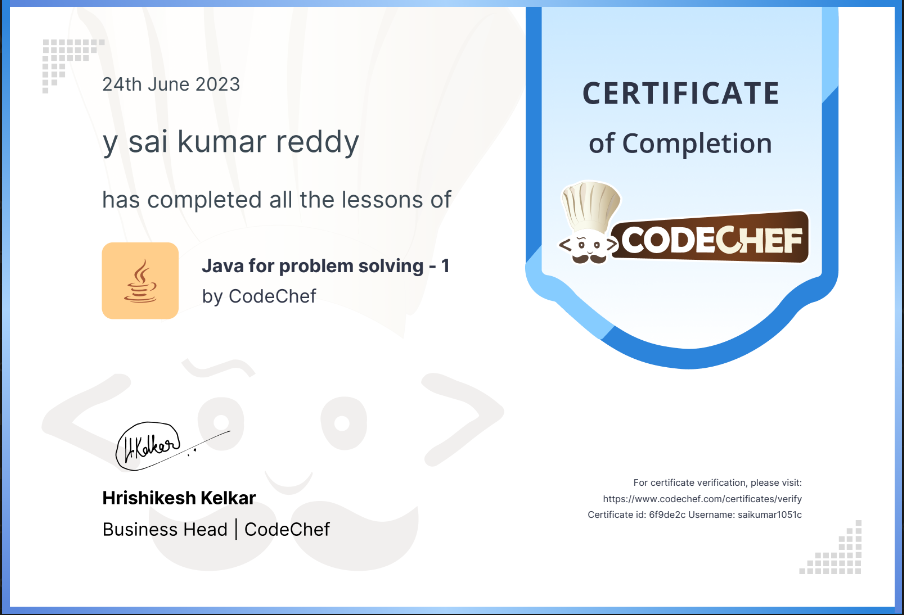 24th June 2023
y sai kumar reddy
has completed all the lessons of
Java for problem solving - 1
by CodeChef
CERTIFICATE
of Completion
CODECHEF
H.Kelkar
Hrishikesh Kelkar
Business Head | CodeChef
For certificate verification, please visit:
https://www.codechef.com/certificates/verify
Certificate id: 6f9de2c Username: saikumar1051c